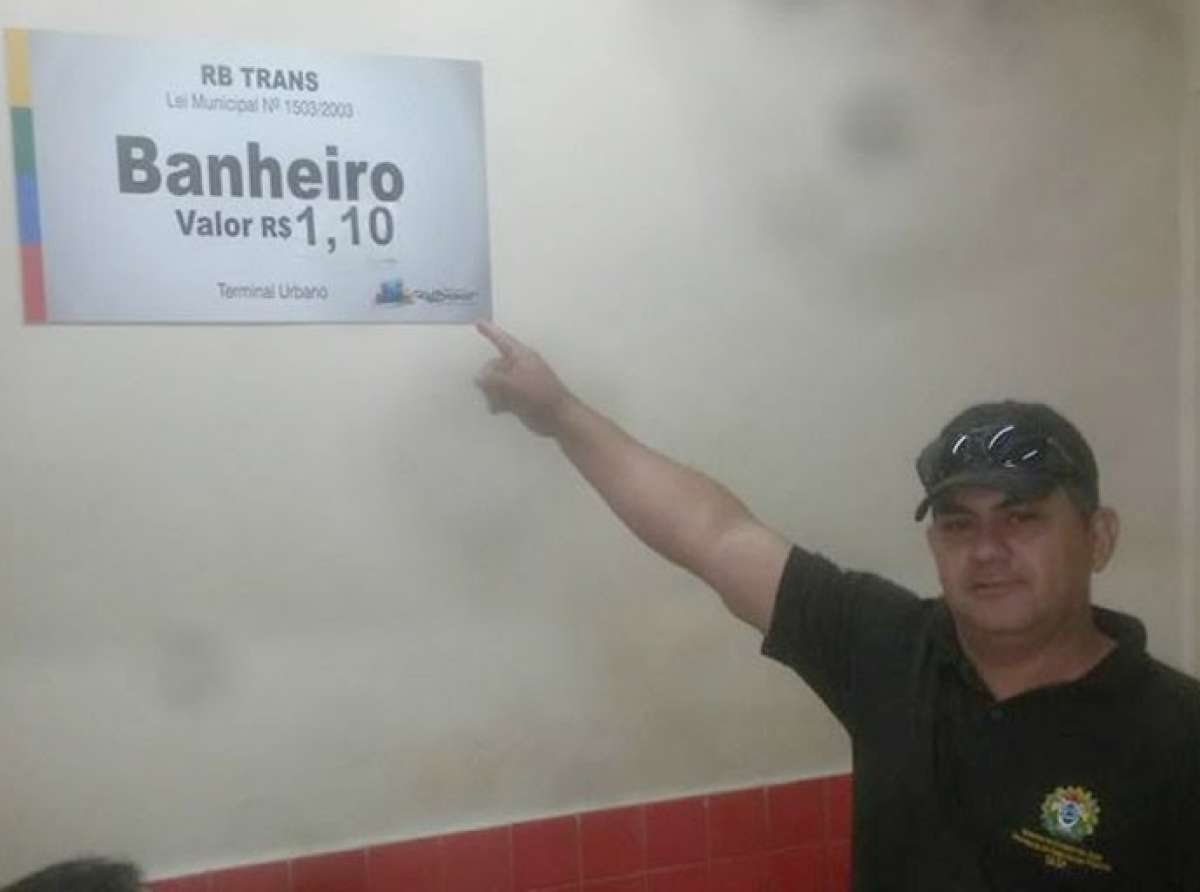 RB TRANS
Lei Municipal Nº 1503/2003
Banheiro
Valor R$ 1,10
Terminal Urbano